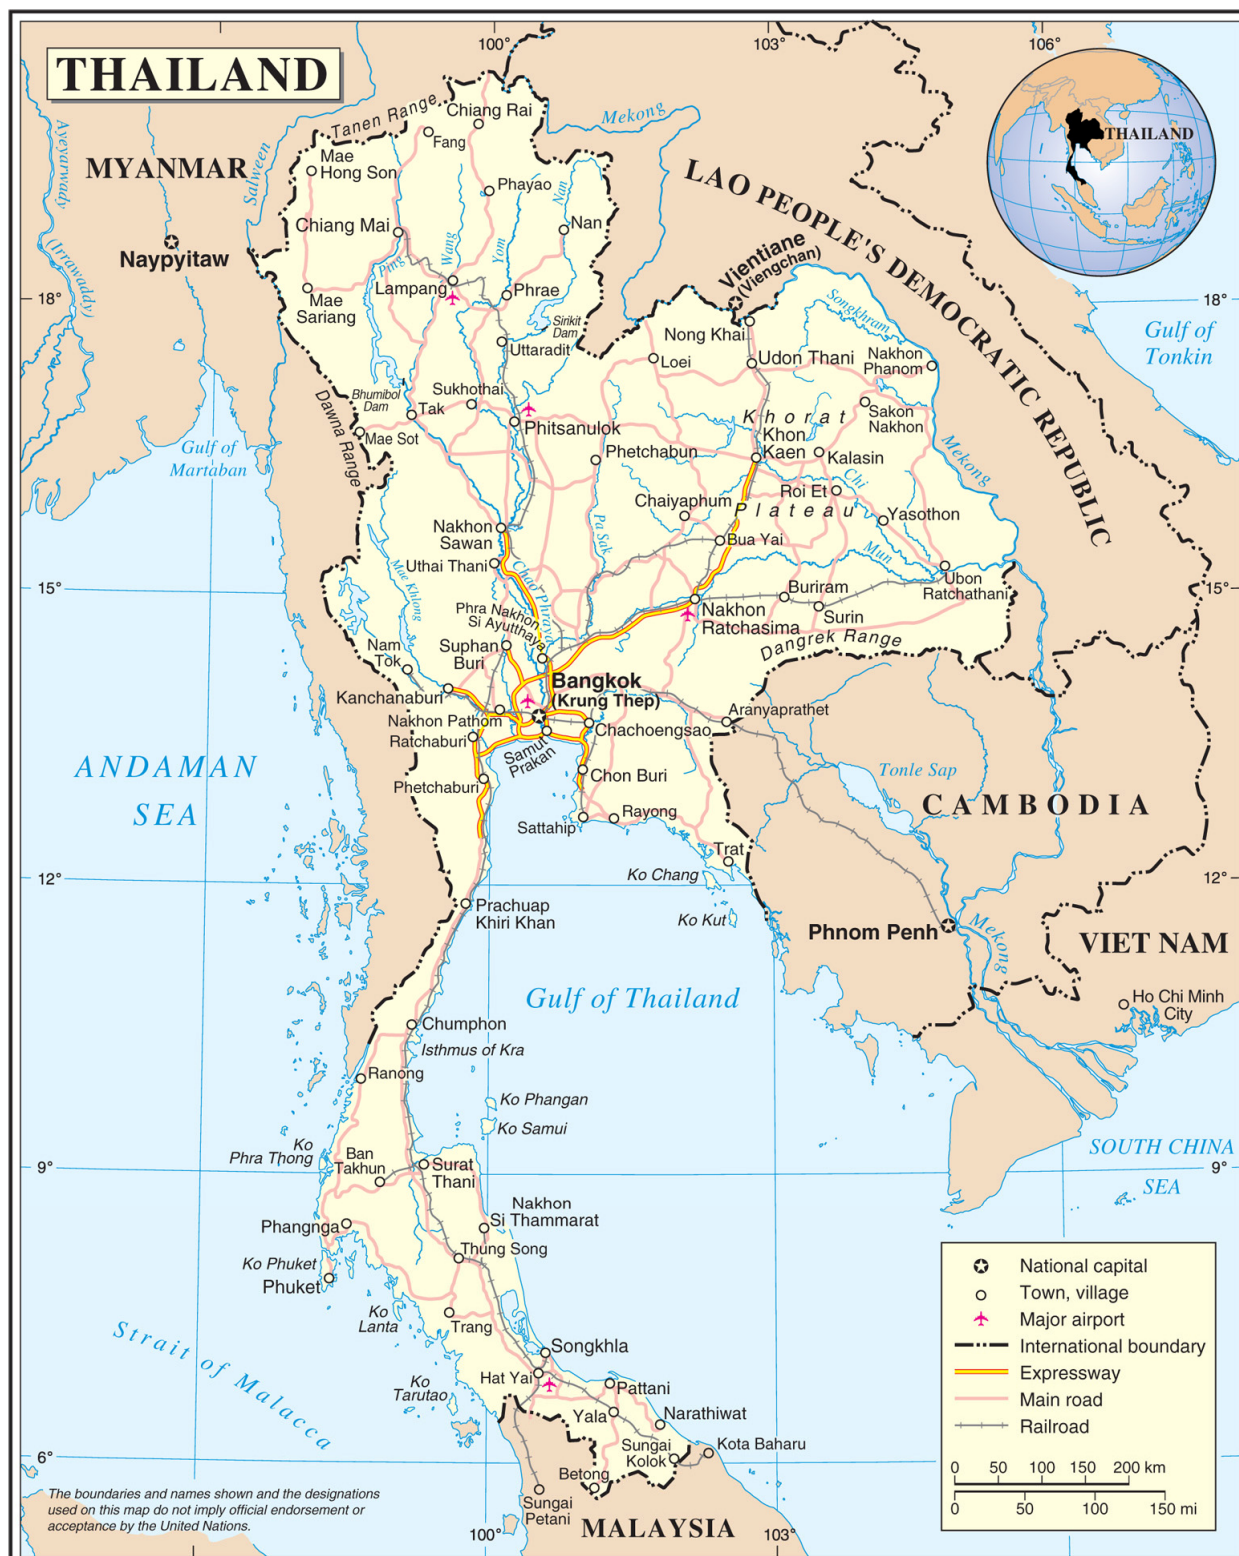 100°
103°
106°
THAILAND
Tanen Range
Chiang Rai
Fang
Mekong
THAILAND
Ayeyarwady
(Irrawaddy)
MYANMAR
Salween
Mae
Hong Son
Phayao
Nan
LAO PEOPLE'S DEMOCRATIC REPUBLIC
Chiang Mai
Wang
Yom
Nan
Naypyitaw
Ping
Lampang
Phrae
Vientiane
(Viengchan)
18°
Mae
Sariang
Sirikit
Dam
Songkhram
18°
Nong Khai
Gulf of
Tonkin
Uttaradit
Loei
Udon Thani
Nakhon
Phanom
Bhumibol
Dam
Sukhothai
Tak
Dawna Range
Mae Sot
Phitsanulok
Khorat
Sakon
Nakhon
Gulf of
Martaban
Phetchabun
Khon
Kaen
Kalasin
Mekong
Chi
Chaiyaphum
Roi Et
Plateau
Yasothon
Nakhon
Sawan
Pa Sak
Bua Yai
Mun
Uthai Thani
Chao Phraya
Mae Khlong
15°
Ubon
Ratchathani
15°
Buriram
Surin
Phra Nakhon
Si Ayutthaya
Nakhon
Ratchasima
Dangrek Range
Nam
Tok
Suphan
Buri
Bangkok
(Krung Thep)
Kanchanaburi
Aranyaprathet
Nakhon Pathom
Ratchaburi
Samut
Prakan
Chachoengsao
ANDAMAN
SEA
Phetchaburi
Chon Buri
Tonle Sap
CAMBODIA
Sattahip
Rayong
Trat
12°
Ko Chang
12°
Prachuap
Khiri Khan
Ko Kut
Phnom Penh
Mekong
VIET NAM
Gulf of Thailand
Ho Chi Minh
City
Chumphon
Isthmus of Kra
Ranong
Ko Phangan
Ko Samui
Ko
Phra Thong
Ban
Takhun
Surat
Thani
SOUTH CHINA
SEA
9°
9°
Nakhon
Si Thammarat
Phangnga
Thung Song
Ko Phuket
Phuket
Ko
Lanta
Trang
Strait of Malacca
Songkhla
Hat Yai
Ko
Tarutao
Pattani
Yala
Narathiwat
Sungai
Kolok
Kota Baharu
6°
Betong
Sungai
Petani
MALAYSIA
National capital
Town, village
Major airport
International boundary
Expressway
Main road
Railroad
0 50 100 150 200 km
0 50 100 150 mi
The boundaries and names shown and the designations
used on this map do not imply official endorsement or
acceptance by the United Nations.
100°
103°